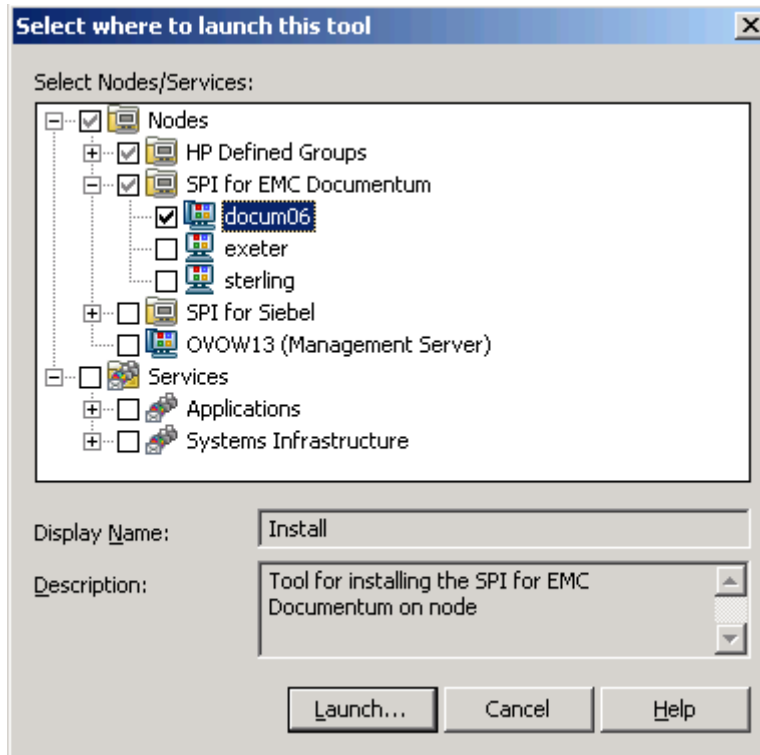 Select where to launch this tool
Select Nodes/Services:
Nodes
HP Defined Groups
SPI for EMC Documentum
docum06
exeter
sterling
SPI for Siebel
OVOW13 (Management Server)
Services
Applications
Systems Infrastructure
Display Name:
Install
Description:
Tool for installing the SPI for EMC
Documentum on node
Launch...
Cancel
Help